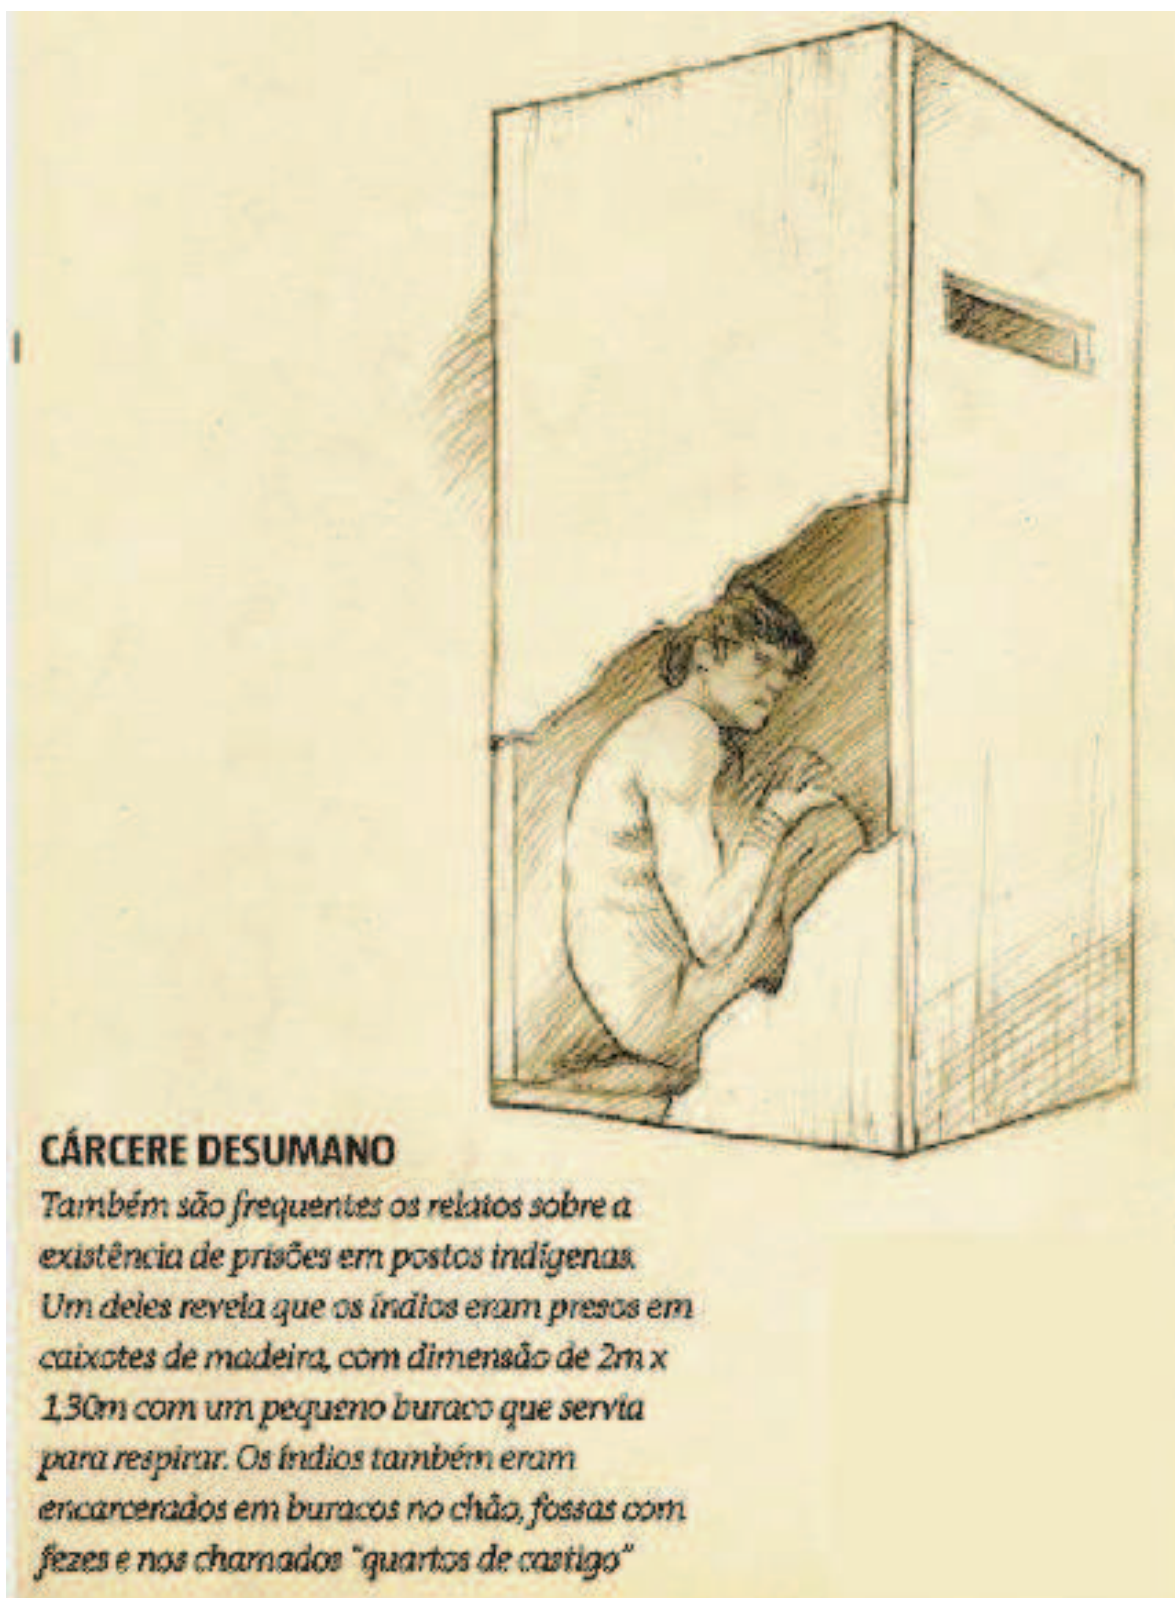 CÁRCERE DESUMANO
Também são frequentes os relatos sobre a
existência de prisões em postos indígenas.
Um deles revela que os índios eram presos em
caixotes de madeira, com dimensão de 2m x
1,30m com um pequeno buraco que servia
para respirar. Os índios também eram
encarcerados em buracos no chão, fossas com
fezes e nos chamados "quartos de castigo"